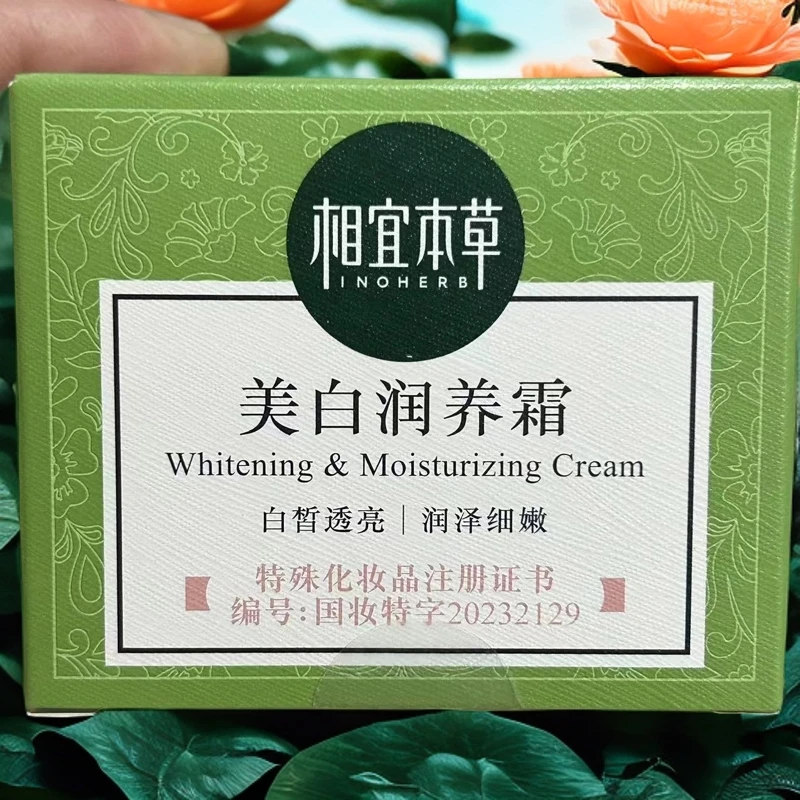 相宜本草
INOHERB
美白润养霜
Whitening & Moisturizing Cream
白皙透亮｜润泽细嫩
特殊化妆品注册证书
编号:国妆特字20232129